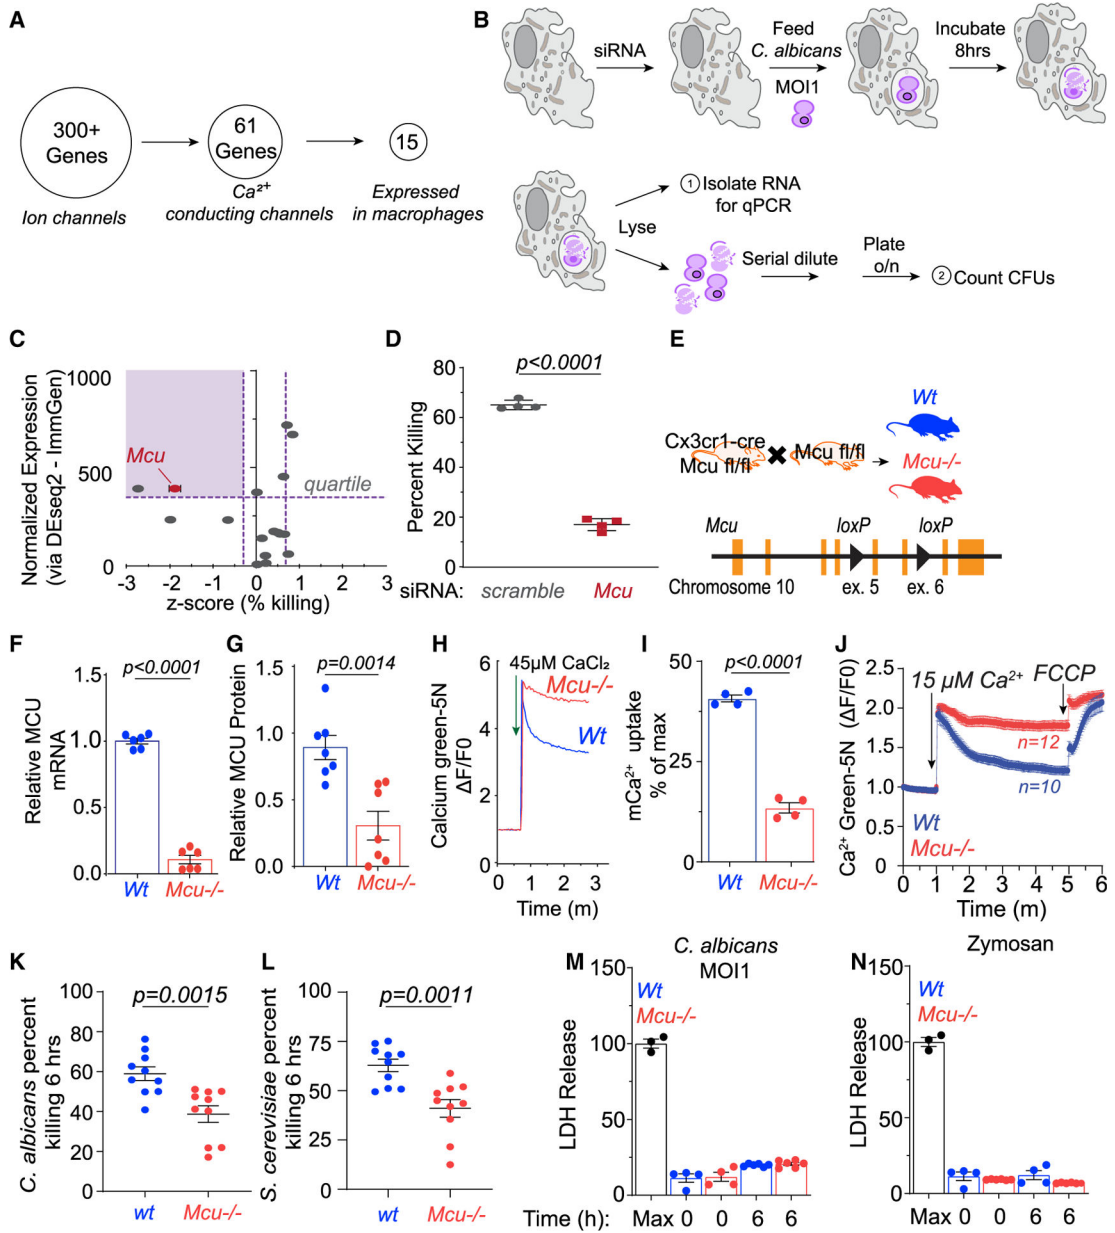 A
300+
Genes
61
Genes
15
Ion channels
Ca²⁺
conducting channels
Expressed
in macrophages
B
siRNA
Feed
C. albicans
MOI1
Incubate
8hrs
Lyse
1 Isolate RNA
for qPCR
Serial dilute
Plate
o/n
2 Count CFUs
C
Normalized Expression
(via DEseq2 - ImmGen)
1000
500
0
Mcu
quartile
-3 -2 -1 0 1 2 3
z-score (% killing)
D
p<0.0001
Percent Killing
80
60
40
20
0
siRNA: scramble Mcu
E
Cx3cr1-cre
Mcu fl/fl
Mcu fl/fl
Wt
Mcu-/-
Mcu loxP loxP
Chromosome 10 ex. 5 ex. 6
F
p<0.0001
Relative MCU
mRNA
1.5
1.0
0.5
0.0
Wt Mcu-/-
G
p=0.0014
Relative MCU Protein
1.5
1.0
0.5
0.0
Wt Mcu-/-
H
45µM CaCl₂
Calcium green-5N
ΔF/F0
6
4
2
0
Mcu-/-
Wt
0 1 2 3
Time (m)
I
p<0.0001
mCa²⁺ uptake
% of max
50
25
0
Wt Mcu-/-
J
15 µM Ca²⁺ FCCP
Ca²⁺ Green-5N (ΔF/F0)
2.5
2.0
1.5
1.0
0.5
0
n=12
n=10
Wt
Mcu-/-
0 1 2 3 4 5 6
Time (m)
K
p=0.0015
C. albicans percent
killing 6 hrs
100
80
60
40
20
0
wt Mcu-/-
L
p=0.0011
S. cerevisiae percent
killing 6 hrs
100
75
50
25
0
wt Mcu-/-
M
C. albicans
MOI1
Wt
Mcu-/-
LDH Release
150
100
50
0
Time (h): Max 0 0 6 6
N
Zymosan
Wt
Mcu-/-
LDH Release
150
100
50
0
Max 0 0 6 6